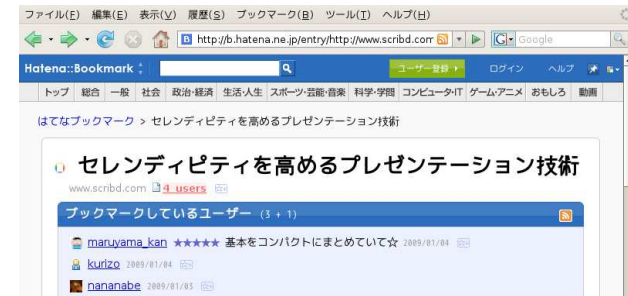 ファイル(F) 編集(E) 表示(V) 履歴(S) ブックマーク(B) ツール(T) ヘルプ(H)
http://b.hatena.ne.jp/entry/http://www.scribd.com Google
Hatena::Bookmark ユーザー登録 ログイン ヘルプ
トップ 総合 一般 社会 政治・経済 生活・人生 スポーツ・芸能・音楽 科学・学問 コンピュータ・IT ゲーム・アニメ おもしろ 動画
はてなブックマーク > セレンディピティを高めるプレゼンテーション技術
セレンディピティを高めるプレゼンテーション技術
www.scribd.com 4 users
ブックマークしているユーザー (3 + 1)
maruyama_kan ★★★★★ 基本をコンパクトにまとめていて☆ 2009/01/04
kurizo 2009/01/04
nananabe 2009/01/03